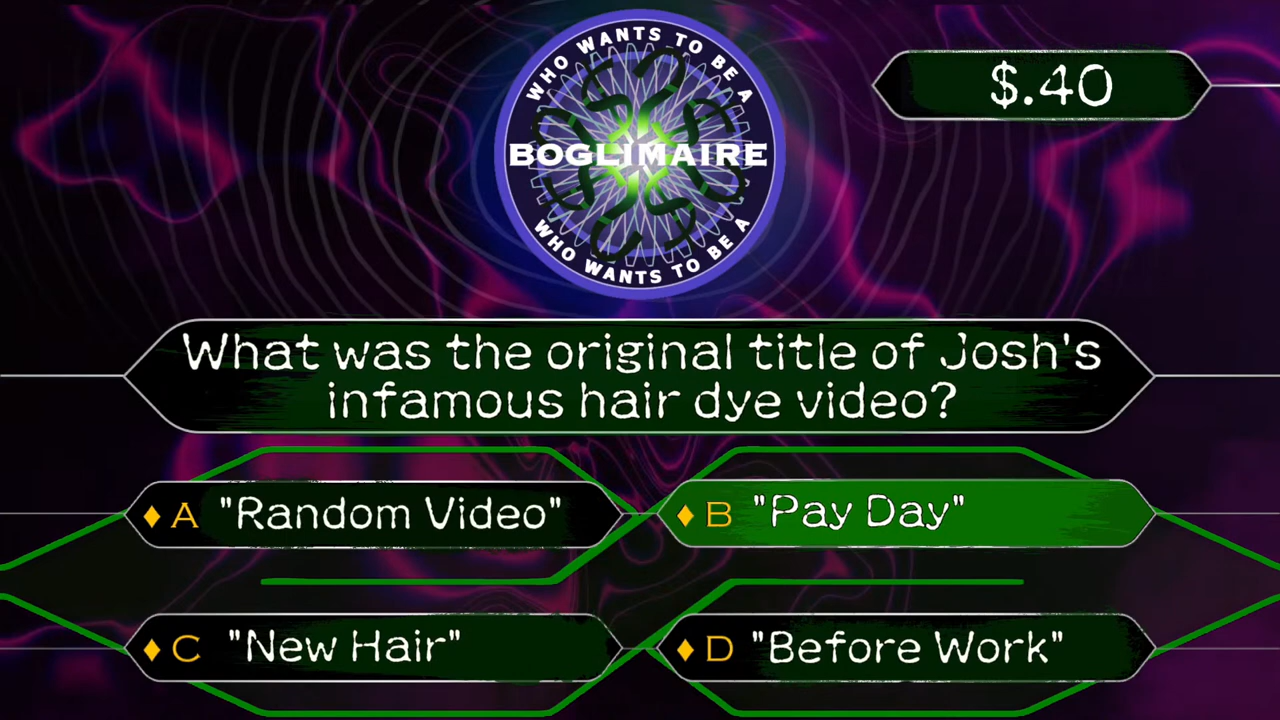 WHO WANTS TO BE A
BOGLIMAIRE
WHO WANTS TO BE A
$.40
What was the original title of Josh's
infamous hair dye video?
A "Random Video"
B "Pay Day"
C "New Hair"
D "Before Work"